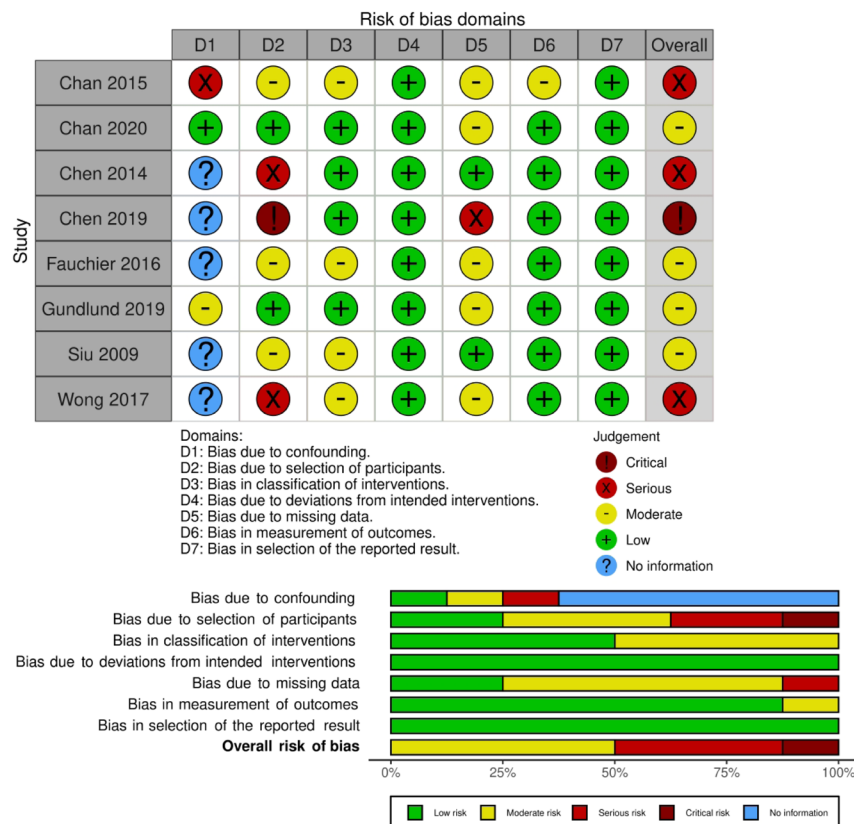 Risk of bias domains
D1 D2 D3 D4 D5 D6 D7 Overall
Study
Chan 2015 X - - + - - + X
Chan 2020 + + + + - + + -
Chen 2014 ? X + + + + + X
Chen 2019 ? ! + + X + + !
Fauchier 2016 ? - - + - + + -
Gundlund 2019 - + + + - + + -
Siu 2009 ? - - + + + + -
Wong 2017 ? X - + - + + X
Domains:
D1: Bias due to confounding.
D2: Bias due to selection of participants.
D3: Bias in classification of interventions.
D4: Bias due to deviations from intended interventions.
D5: Bias due to missing data.
D6: Bias in measurement of outcomes.
D7: Bias in selection of the reported result.
Judgement
! Critical
X Serious
- Moderate
+ Low
? No information
Bias due to confounding
Bias due to selection of participants
Bias in classification of interventions
Bias due to deviations from intended interventions
Bias due to missing data
Bias in measurement of outcomes
Bias in selection of the reported result
Overall risk of bias
0% 25% 50% 75% 100%
Low risk Moderate risk Serious risk Critical risk No information